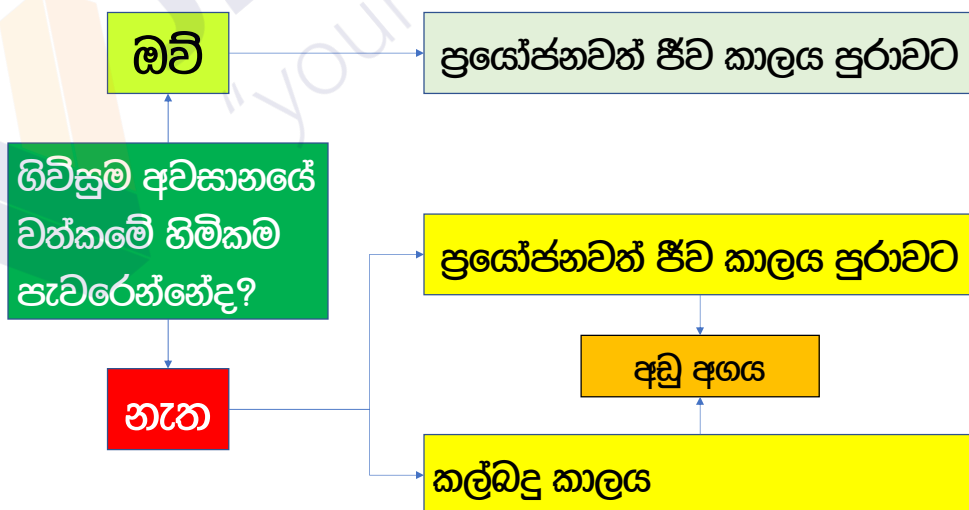 "your
ඔව්
ප්‍රයෝජනවත් ජීව කාලය පුරාවට
ගිවිසුම අවසානයේ
වත්කමේ හිමිකම
පැවරෙන්නේද?
ප්‍රයෝජනවත් ජීව කාලය පුරාවට
අඩු අගය
නැත
කල්බදු කාලය